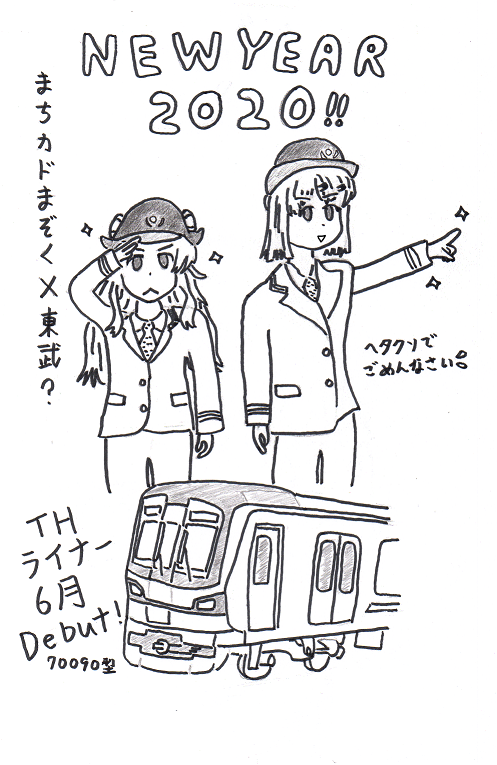 NEW YEAR
2020!!
まちカドまぞく×東武?
ヘタクソで
ごめんなさい。
TH
ライナー
6月
Debut!
70090型